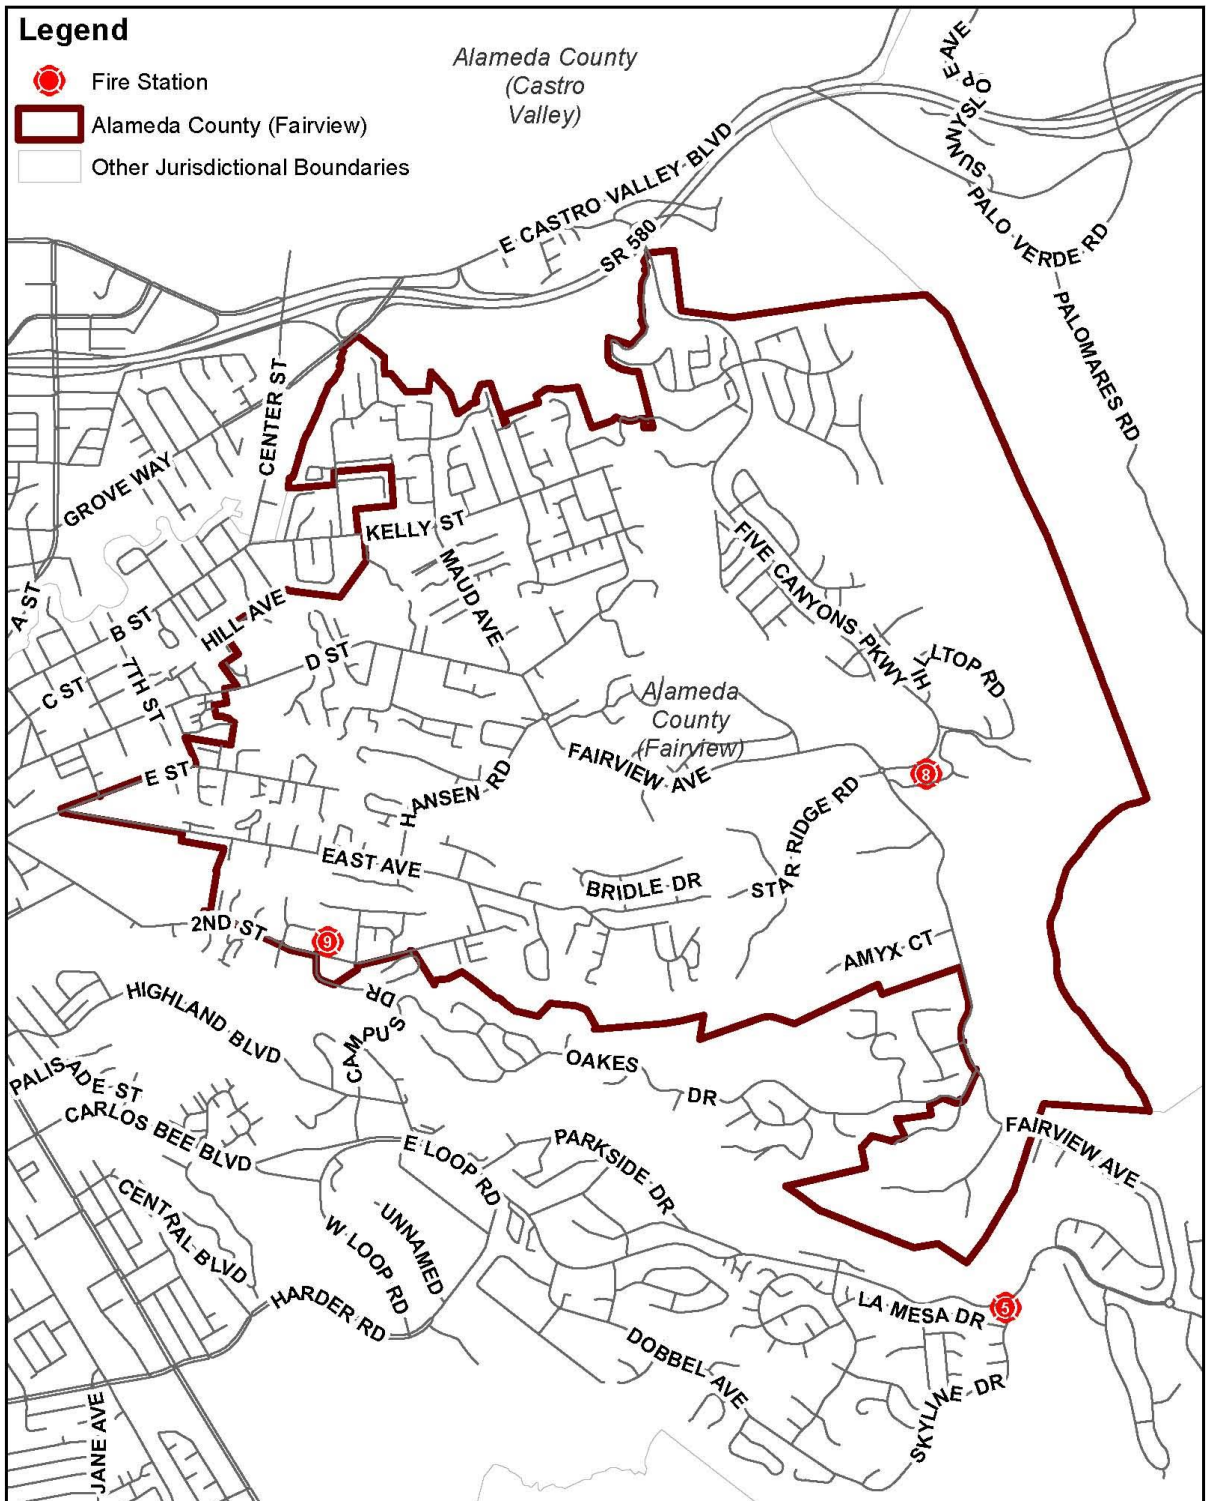 Legend
Fire Station
Alameda County (Fairview)
Other Jurisdictional Boundaries
Alameda County
(Castro
Valley)
SUNNYSLOPE AVE
E CASTRO VALLEY BLVD
SR 580
PALO VERDE RD
PALOMARES RD
CENTER ST
GROVE WAY
KELLY ST
MAUD AVE
FIVE CANYONS PKWY
A ST
B ST
HILL AVE
C ST
7TH ST
D ST
HILLTOP RD
Alameda
County
(Fairview)
FAIRVIEW AVE
E ST
HANSEN RD
8
STAR RIDGE RD
EAST AVE
BRIDLE DR
2ND ST
9
AMYX CT
HIGHLAND BLVD
CAMPUS DR
OAKES DR
PALISADE ST
CARLOS BEE BLVD
E LOOP RD
PARKSIDE DR
FAIRVIEW AVE
CENTRAL BLVD
UNNAMED
W LOOP RD
HARDER RD
LA MESA DR
5
DOBBEL AVE
SKYLINE DR
JANE AVE